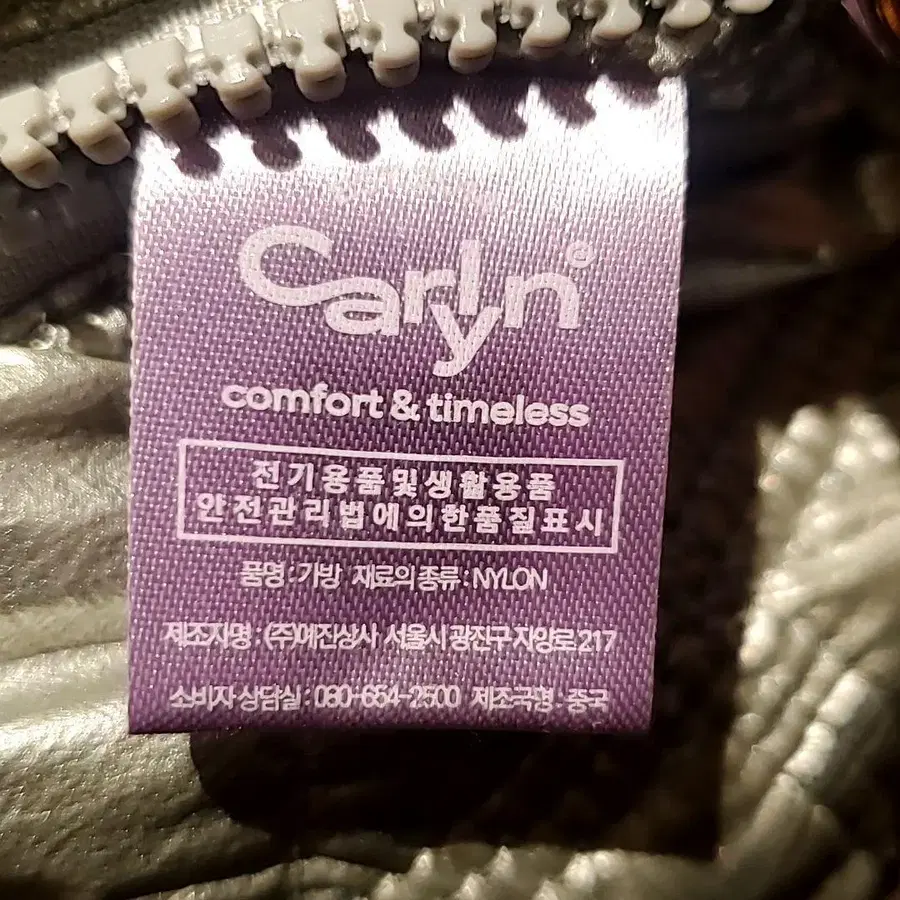 Carlyn
comfort & timeless
전기용품및생활용품
안전관리법에의한품질표시
품명 : 가방 재료의 종류 : NYLON
제조자명 : (주)예진상사 서울시 광진구 자양로 217
소비자 상담실 : 080-654-2500 제조국명 : 중국